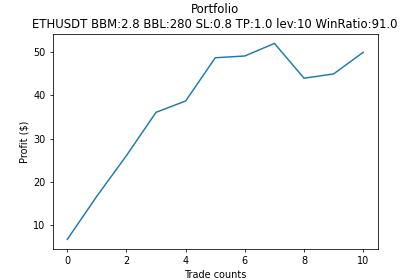 Portfolio
ETHUSDT BBM:2.8 BBL:280 SL:0.8 TP:1.0 lev:10 WinRatio:91.0
50
40
30
20
10
Profit ($)
0 2 4 6 8 10
Trade counts